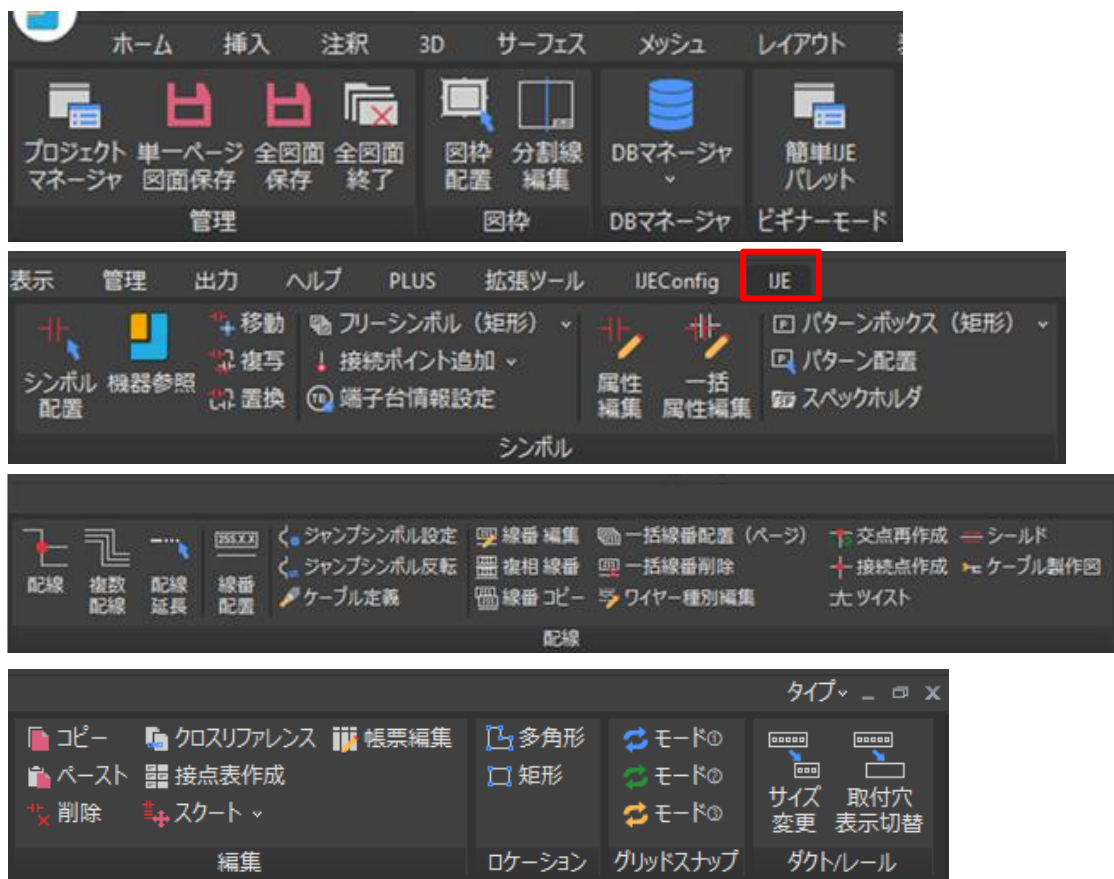 ホーム 挿入 注釈 3D サーフェス メッシュ レイアウト
プロジェクト 単一ページ 全図面 全図面 図枠 分割線 DBマネージャ 簡単IJE
マネージャ 図面保存 保存 終了 配置 編集 パレット
管理 図枠 DBマネージャ ビギナーモード
表示 管理 出力 ヘルプ PLUS 拡張ツール IJEConfig IJE
移動 フリーシンボル（矩形） パターンボックス（矩形）
複写 接続ポイント追加 パターン配置
シンボル 機器参照 属性 一括
配置 置換 端子台情報設定 編集 属性編集 スペックホルダ
シンボル
ジャンプシンボル設定 線番 編集 一括線番配置（ページ） 交点再作成 シールド
配線 複数 配線 線番 ジャンプシンボル反転 複相 線番 一括線番削除 接続点作成 ケーブル製作図
配線 延長 配置 ケーブル定義 線番 コピー ワイヤー種別編集 ツイスト
配線
タイプ
コピー クロスリファレンス 帳票編集 多角形 モード①
ペースト 接点表作成 矩形 モード②
削除 スクート モード③ サイズ 取付穴
変更 表示切替
編集 ロケーション グリッドスナップ ダクト/レール